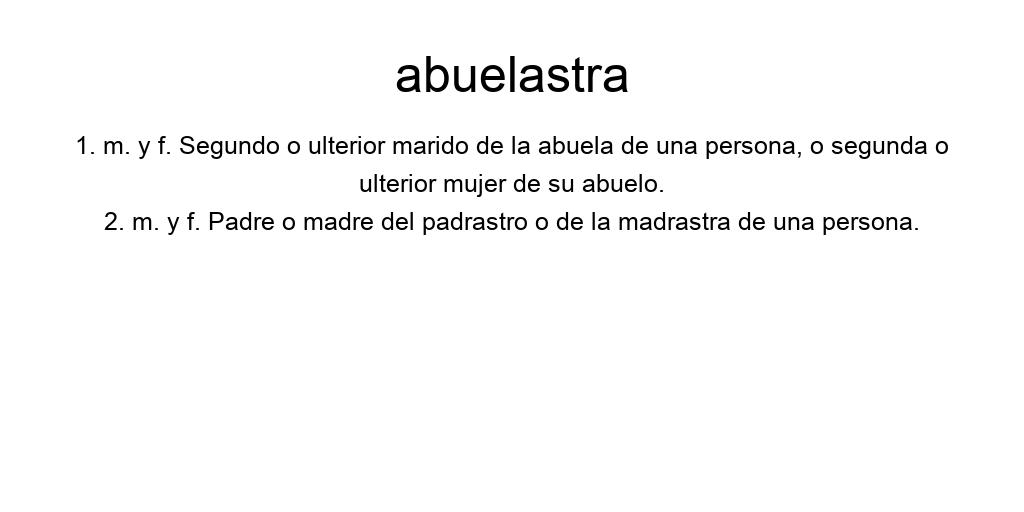 abuelastra
1. m. y f. Segundo o ulterior marido de la abuela de una persona, o segunda o
ulterior mujer de su abuelo.
2. m. y f. Padre o madre del padrastro o de la madrastra de una persona.